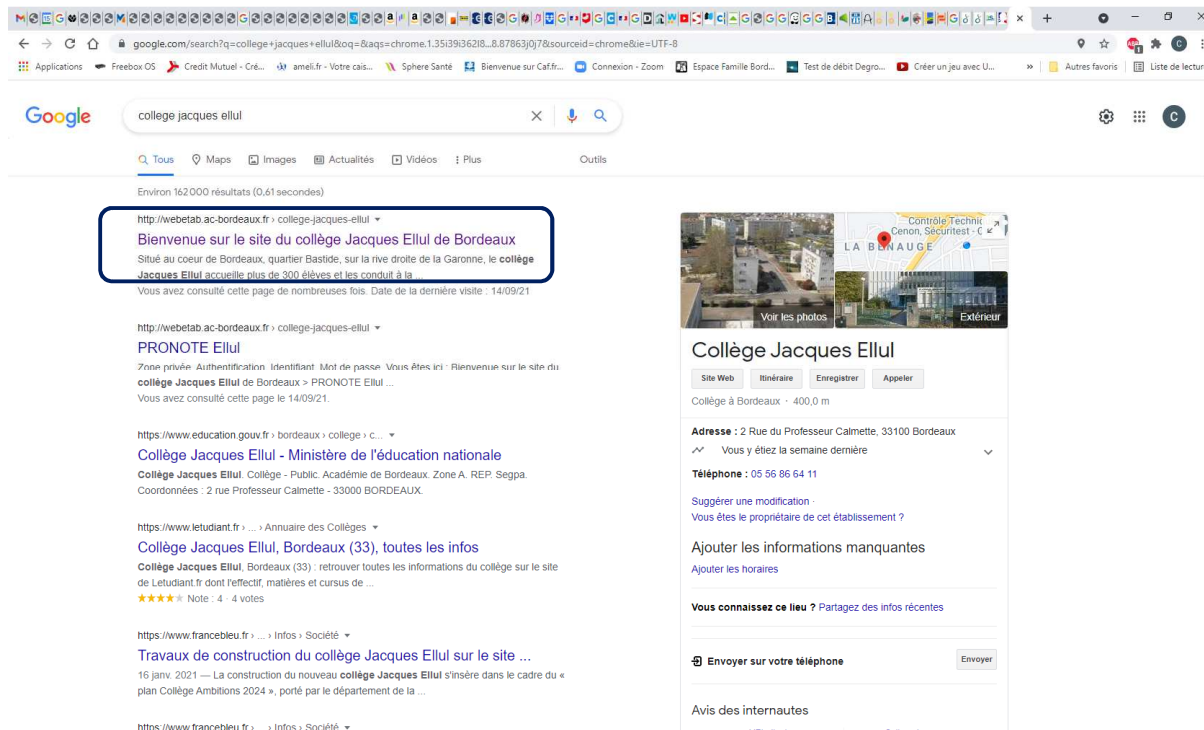 google.com/search?q=college+jacques+ellul&oq=&aqs=chrome.1.35i39i362l8...8.87863j0j7&sourceid=chrome&ie=UTF-8
Applications Freebox OS Credit Mutuel - Cré... ameli.fr - Votre cais... Sphere Santé Bienvenue sur Caf.fr... Connexion - Zoom Espace Famille Bord... Test de débit Degro... Créer un jeu avec U... » Autres favoris Liste de lectur
Google
college jacques ellul
C
Tous Maps Images Actualités Vidéos Plus Outils
Environ 162 000 résultats (0,61 secondes)
http://webetab.ac-bordeaux.fr › college-jacques-ellul
Bienvenue sur le site du collège Jacques Ellul de Bordeaux
Situé au coeur de Bordeaux, quartier Bastide, sur la rive droite de la Garonne, le collège
Jacques Ellul accueille plus de 300 élèves et les conduit à la ...
Vous avez consulté cette page de nombreuses fois. Date de la dernière visite : 14/09/21
http://webetab.ac-bordeaux.fr › college-jacques-ellul
PRONOTE Ellul
Zone privée. Authentification. Identifiant. Mot de passe. Vous êtes ici : Bienvenue sur le site du
collège Jacques Ellul de Bordeaux > PRONOTE Ellul ...
Vous avez consulté cette page le 14/09/21.
https://www.education.gouv.fr › bordeaux › college › c...
Collège Jacques Ellul - Ministère de l'éducation nationale
Collège Jacques Ellul. Collège - Public. Académie de Bordeaux. Zone A. REP. Segpa.
Coordonnées : 2 rue Professeur Calmette - 33000 BORDEAUX.
https://www.letudiant.fr › ... › Annuaire des Collèges
Collège Jacques Ellul, Bordeaux (33), toutes les infos
Collège Jacques Ellul, Bordeaux (33) : retrouver toutes les informations du collège sur le site
de Letudiant.fr dont l'effectif, matières et cursus de ...
Note : 4 · 4 votes
https://www.francebleu.fr › ... › Infos › Société
Travaux de construction du collège Jacques Ellul sur le site ...
16 janv. 2021 — La construction du nouveau collège Jacques Ellul s'insère dans le cadre du «
plan Collège Ambitions 2024 », porté par le département de la ...
https://www.francebleu.fr › ... › Infos › Société
Contrôle Technic
Cenon, Sécuritest - C
LA BENAUGE
Voir les photos
Extérieur
Collège Jacques Ellul
Site Web Itinéraire Enregistrer Appeler
Collège à Bordeaux · 400,0 m
Adresse : 2 Rue du Professeur Calmette, 33100 Bordeaux
Vous y étiez la semaine dernière
Téléphone : 05 56 86 64 11
Suggérer une modification ·
Vous êtes le propriétaire de cet établissement ?
Ajouter les informations manquantes
Ajouter les horaires
Vous connaissez ce lieu ? Partagez des infos récentes
Envoyer sur votre téléphone Envoyer
Avis des internautes